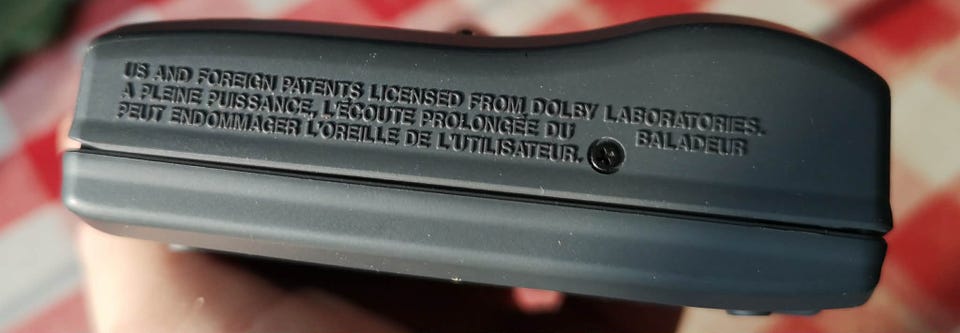 US AND FOREIGN PATENTS LICENSED FROM DOLBY LABORATORIES.
A PLEINE PUISSANCE, L'ÉCOUTE PROLONGÉE DU BALADEUR
PEUT ENDOMMAGER L'OREILLE DE L'UTILISATEUR.